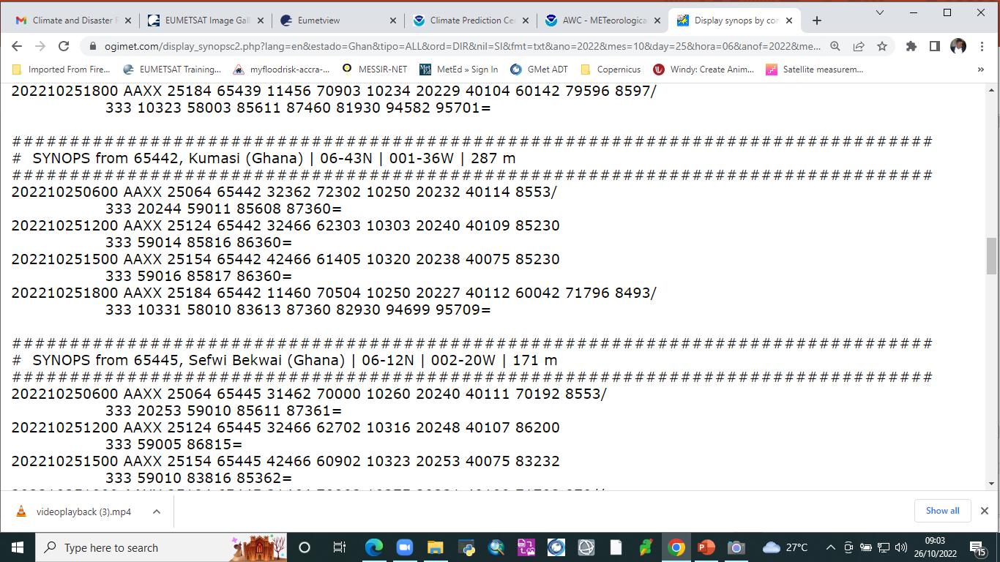 Climate and Disaster R
EUMETSAT Image Gall
Eumetview
Climate Prediction Cen
AWC - METeorologica
Display synops by cou
ogimet.com/display_synopsc2.php?lang=en&estado=Ghan&tipo=ALL&ord=DIR&nil=SI&fmt=txt&ano=2022&mes=10&day=25&hora=06&anof=2022&me...
Imported From Fire...
EUMETSAT Training...
myfloodrisk-accra-...
MESSIR-NET
MetEd » Sign In
GMet ADT
Copernicus
Windy: Create Anim...
Satellite measurem...
»
202210251800 AAXX 25184 65439 11456 70903 10234 20229 40104 60142 79596 8597/
333 10323 58003 85611 87460 81930 94582 95701=
################################################################################
# SYNOPS from 65442, Kumasi (Ghana) | 06-43N | 001-36W | 287 m
################################################################################
202210250600 AAXX 25064 65442 32362 72302 10250 20232 40114 8553/
333 20244 59011 85608 87360=
202210251200 AAXX 25124 65442 32466 62303 10303 20240 40109 85230
333 59014 85816 86360=
202210251500 AAXX 25154 65442 42466 61405 10320 20238 40075 85230
333 59016 85817 86360=
202210251800 AAXX 25184 65442 11460 70504 10250 20227 40112 60042 71796 8493/
333 10331 58010 83613 87360 82930 94699 95709=
################################################################################
# SYNOPS from 65445, Sefwi Bekwai (Ghana) | 06-12N | 002-20W | 171 m
################################################################################
202210250600 AAXX 25064 65445 31462 70000 10260 20240 40111 70192 8553/
333 20253 59010 85611 87361=
202210251200 AAXX 25124 65445 32466 62702 10316 20248 40107 86200
333 59005 86815=
202210251500 AAXX 25154 65445 42466 60902 10323 20253 40075 83232
333 59010 83816 85362=
videoplayback (3).mp4
Show all
Type here to search
27°C
09:03
26/10/2022
15